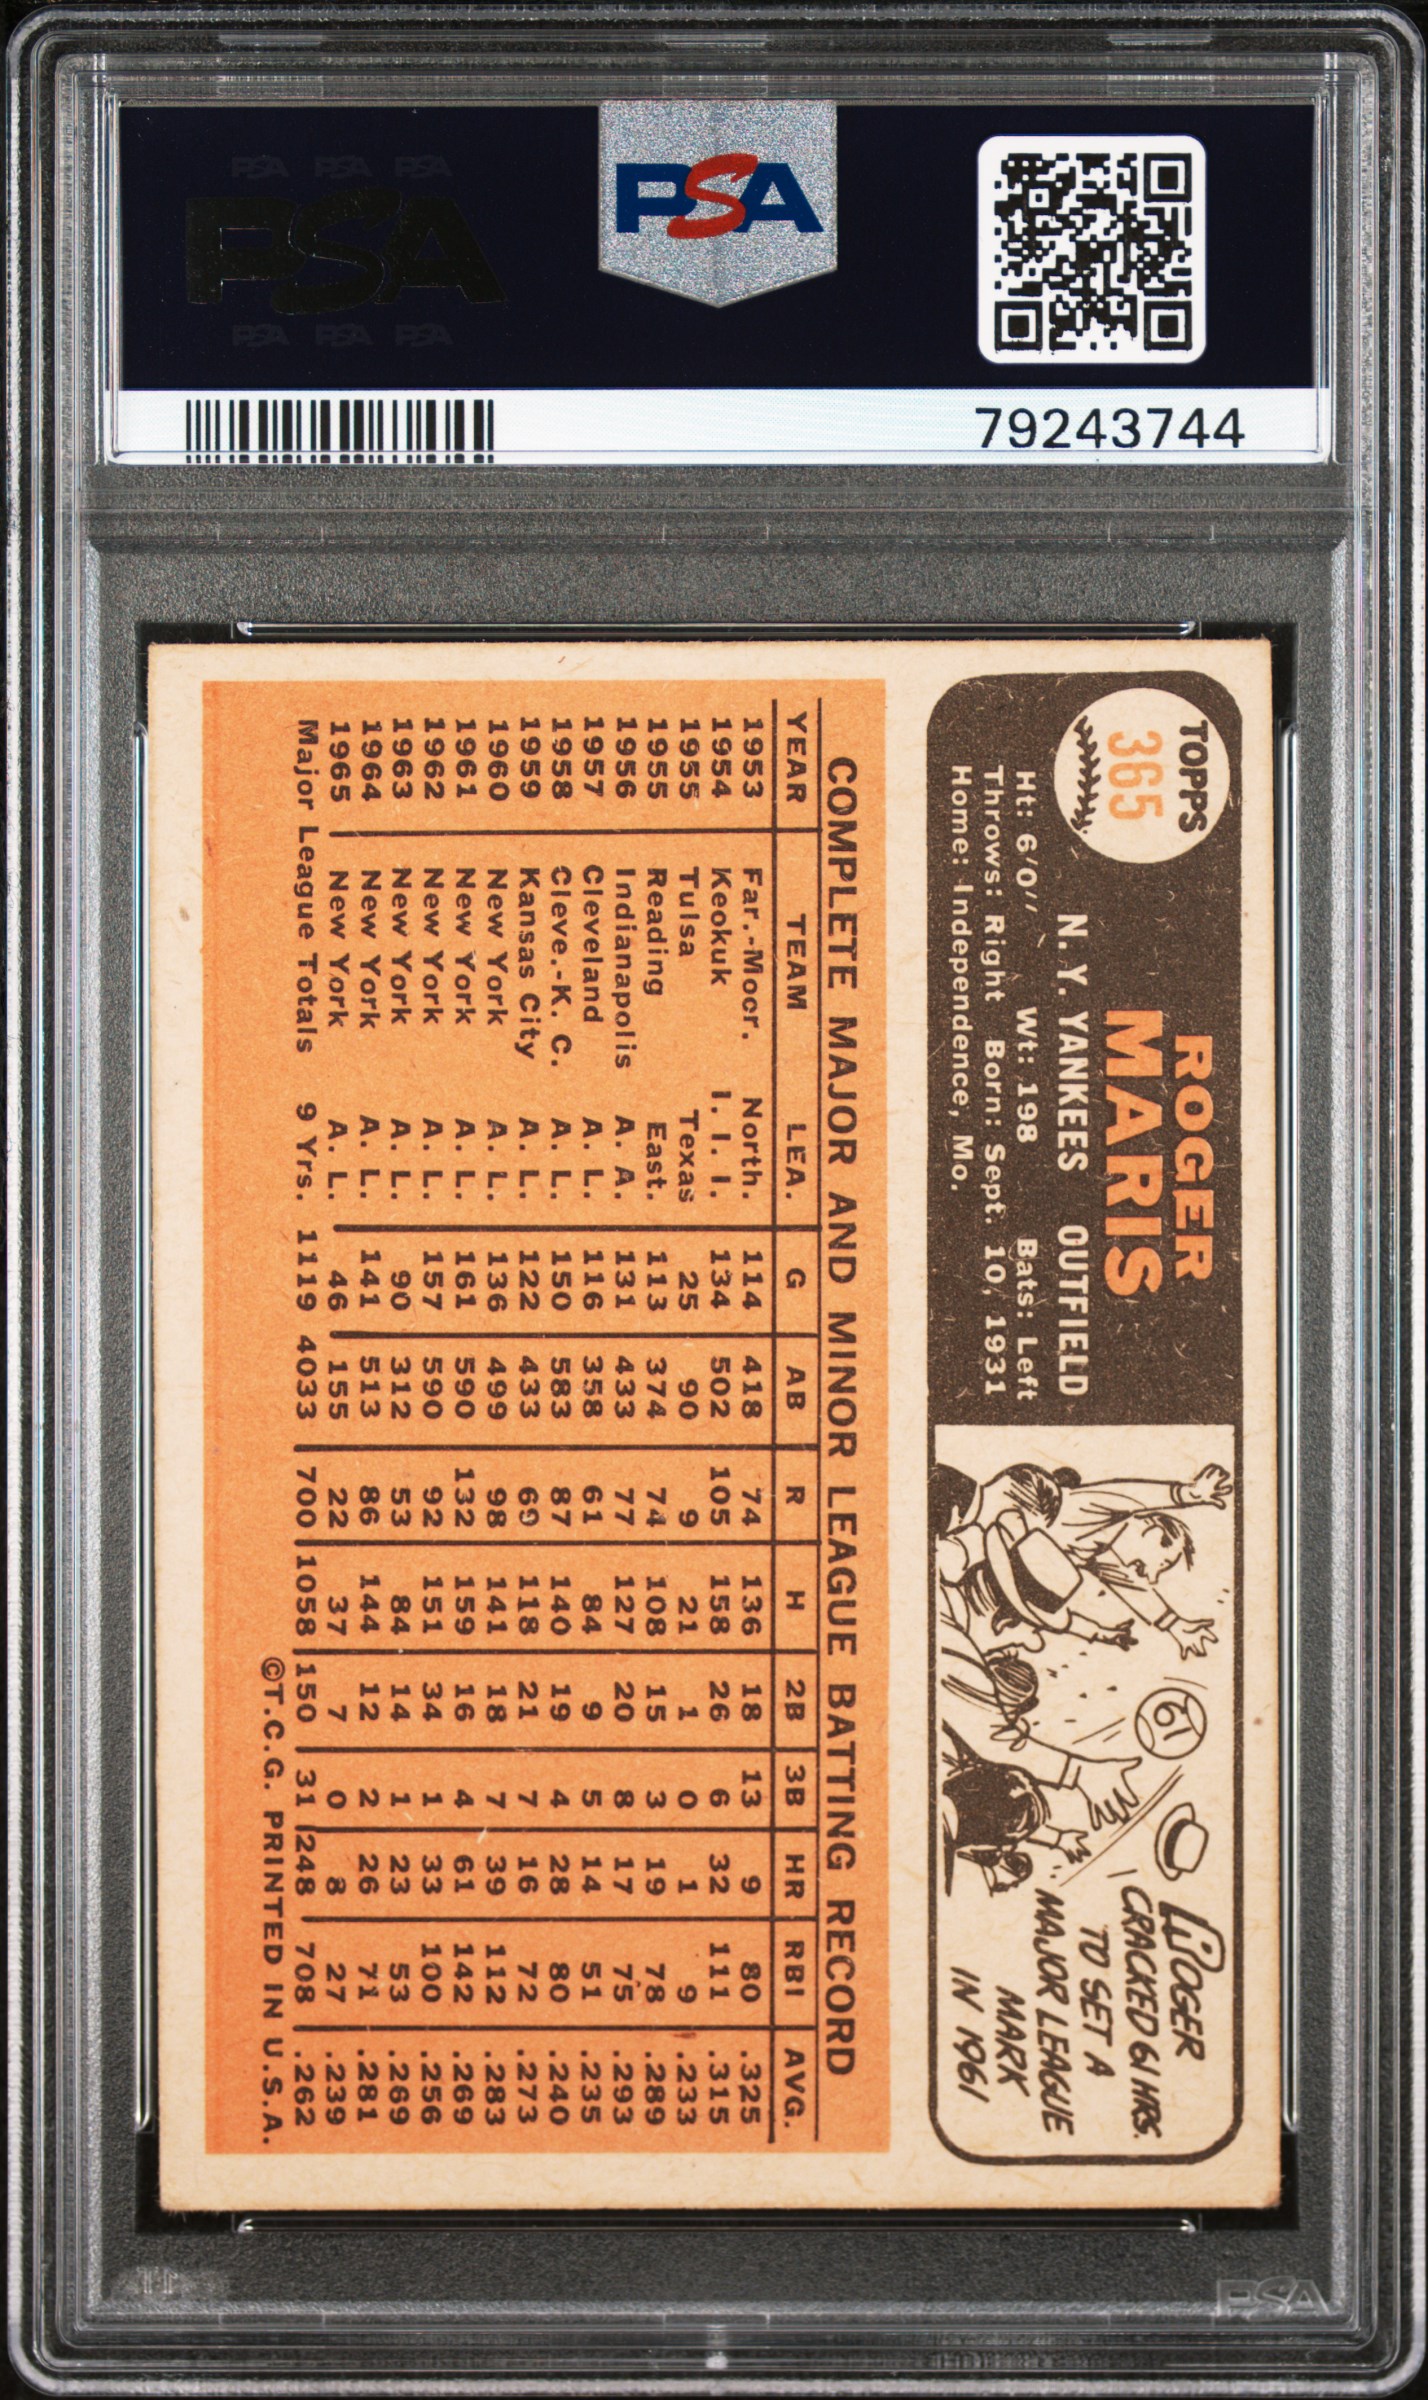 PSA PSA PSA
PSA
PSA PSA PSA
PSA
79243744
TOPPS
365
ROGER
MARIS
N. Y. YANKEES OUTFIELD
Ht: 6'0'' Wt: 198 Bats: Left
Throws: Right Born: Sept. 10, 1931
Home: Independence, Mo.
61
ROGER
CRACKED 61 HRS.
TO SET A
MAJOR LEAGUE
MARK
IN 1961
COMPLETE MAJOR AND MINOR LEAGUE BATTING RECORD
YEAR TEAM LEA. G AB R H 2B 3B HR RBI AVG.
1953 Far.-Moor. North. 114 418 74 136 18 13 9 80 .325
1954 Keokuk I. I. I. 134 502 105 158 26 6 32 111 .315
1955 Tulsa Texas 25 90 9 21 1 0 1 9 .233
1955 Reading East. 113 374 74 108 15 3 19 78 .289
1956 Indianapolis A. A. 131 433 77 127 20 8 17 75 .293
1957 Cleveland A. L. 116 358 61 84 9 5 14 51 .235
1958 Cleve.-K. C. A. L. 150 583 87 140 19 4 28 80 .240
1959 Kansas City A. L. 122 433 69 118 21 7 16 72 .273
1960 New York A. L. 136 499 98 141 18 7 39 112 .283
1961 New York A. L. 161 590 132 159 16 4 61 142 .269
1962 New York A. L. 157 590 92 151 34 1 33 100 .256
1963 New York A. L. 90 312 53 84 14 1 23 53 .269
1964 New York A. L. 141 513 86 144 12 2 26 71 .281
1965 New York A. L. 46 155 22 37 7 0 8 27 .239
Major League Totals 9 Yrs. 1119 4033 700 1058 150 31 248 708 .262
©T.C.G. PRINTED IN U.S.A.
PSA